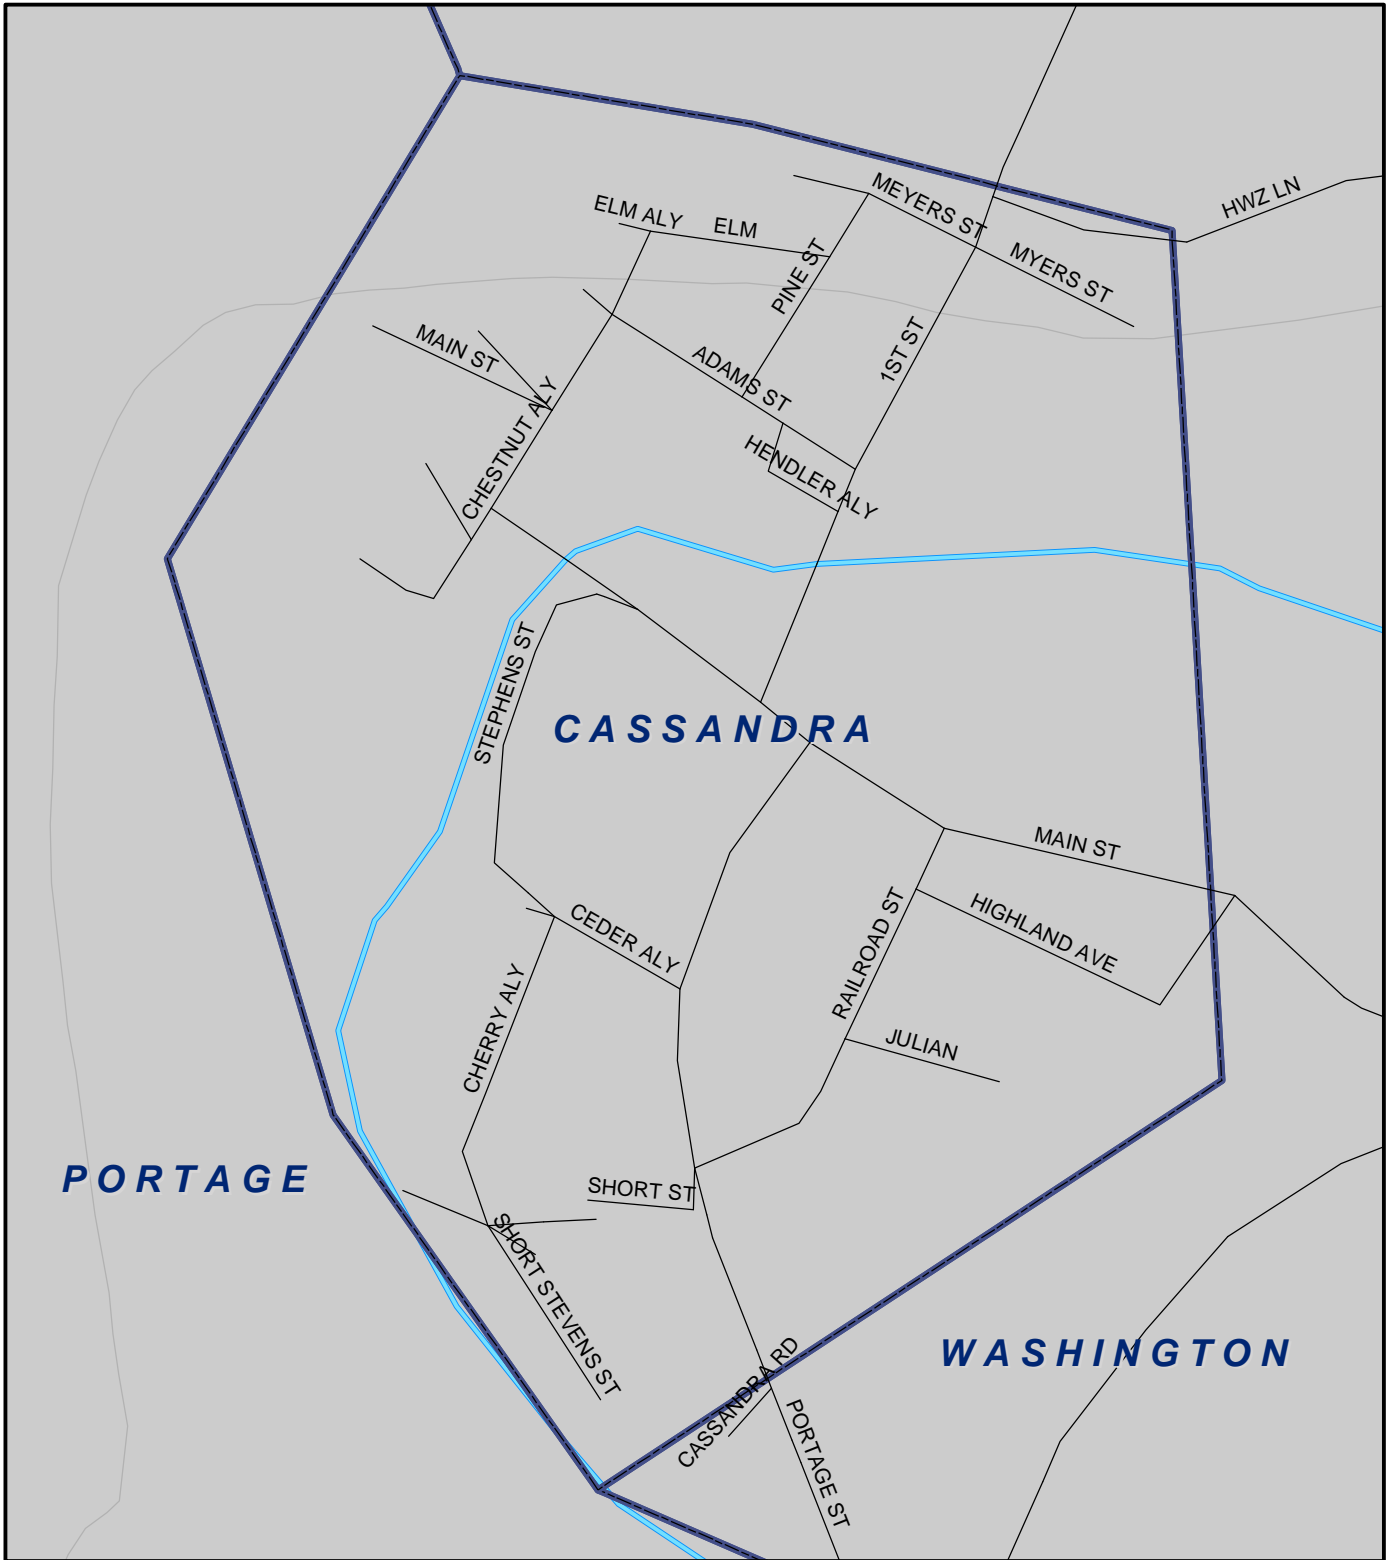 MEYERS ST
HWZ LN
ELM ALY
ELM
PINE ST
MYERS ST
MAIN ST
1ST ST
ADAMS ST
CHESTNUT ALY
HENDLER ALY
STEPHENS ST
CASSANDRA
MAIN ST
RAILROAD ST
HIGHLAND AVE
CEDER ALY
CHERRY ALY
JULIAN
PORTAGE
SHORT ST
SHORT STEVENS ST
WASHINGTON
CASSANDRA RD
PORTAGE ST